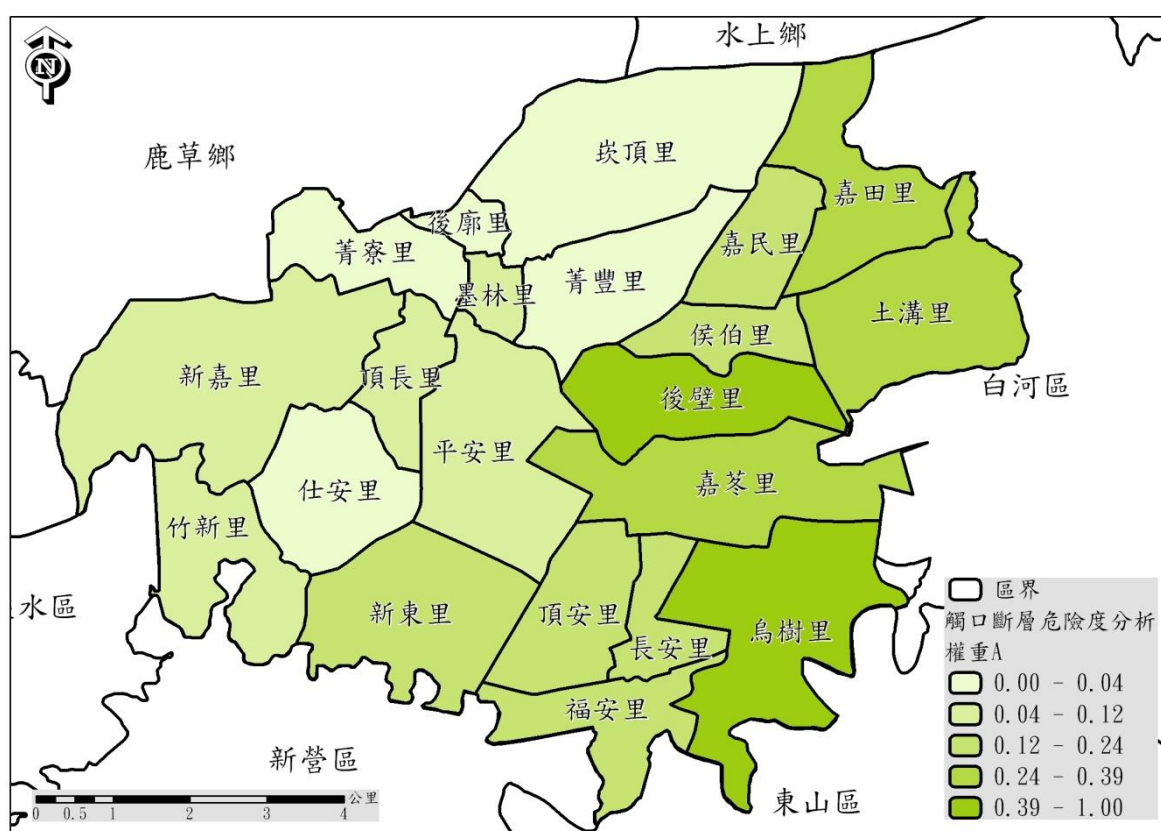 水上鄉
N
鹿草鄉
崁頂里
嘉田里
後廓里
嘉民里
菁寮里
墨林里
菁豐里
土溝里
侯伯里
新嘉里
頂長里
白河區
後壁里
平安里
嘉苳里
仕安里
竹新里
水區
新東里
頂安里
烏樹里
長安里
福安里
新營區
東山區
區界
觸口斷層危險度分析
權重A
0.00 - 0.04
0.04 - 0.12
0.12 - 0.24
0.24 - 0.39
0.39 - 1.00
公里
0 0.5 1 2 3 4